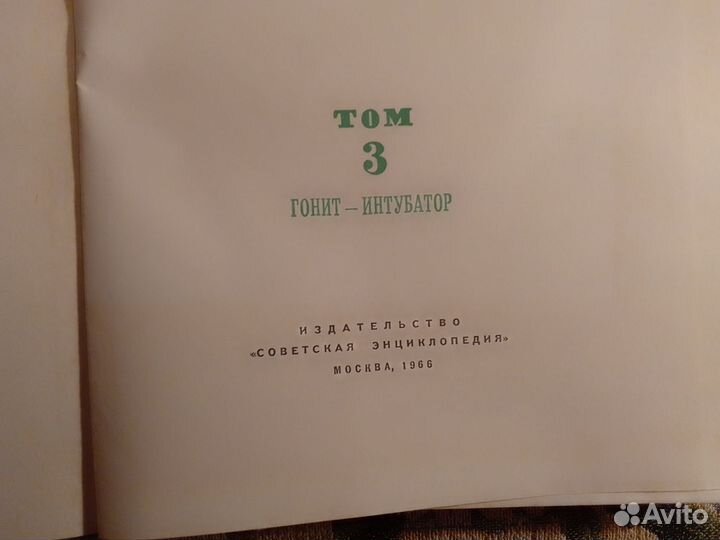 ТОМ
3
ГОНИТ — ИНТУБАТОР
ИЗДАТЕЛЬСТВО
«СОВЕТСКАЯ ЭНЦИКЛОПЕДИЯ»
МОСКВА, 1966
Avito